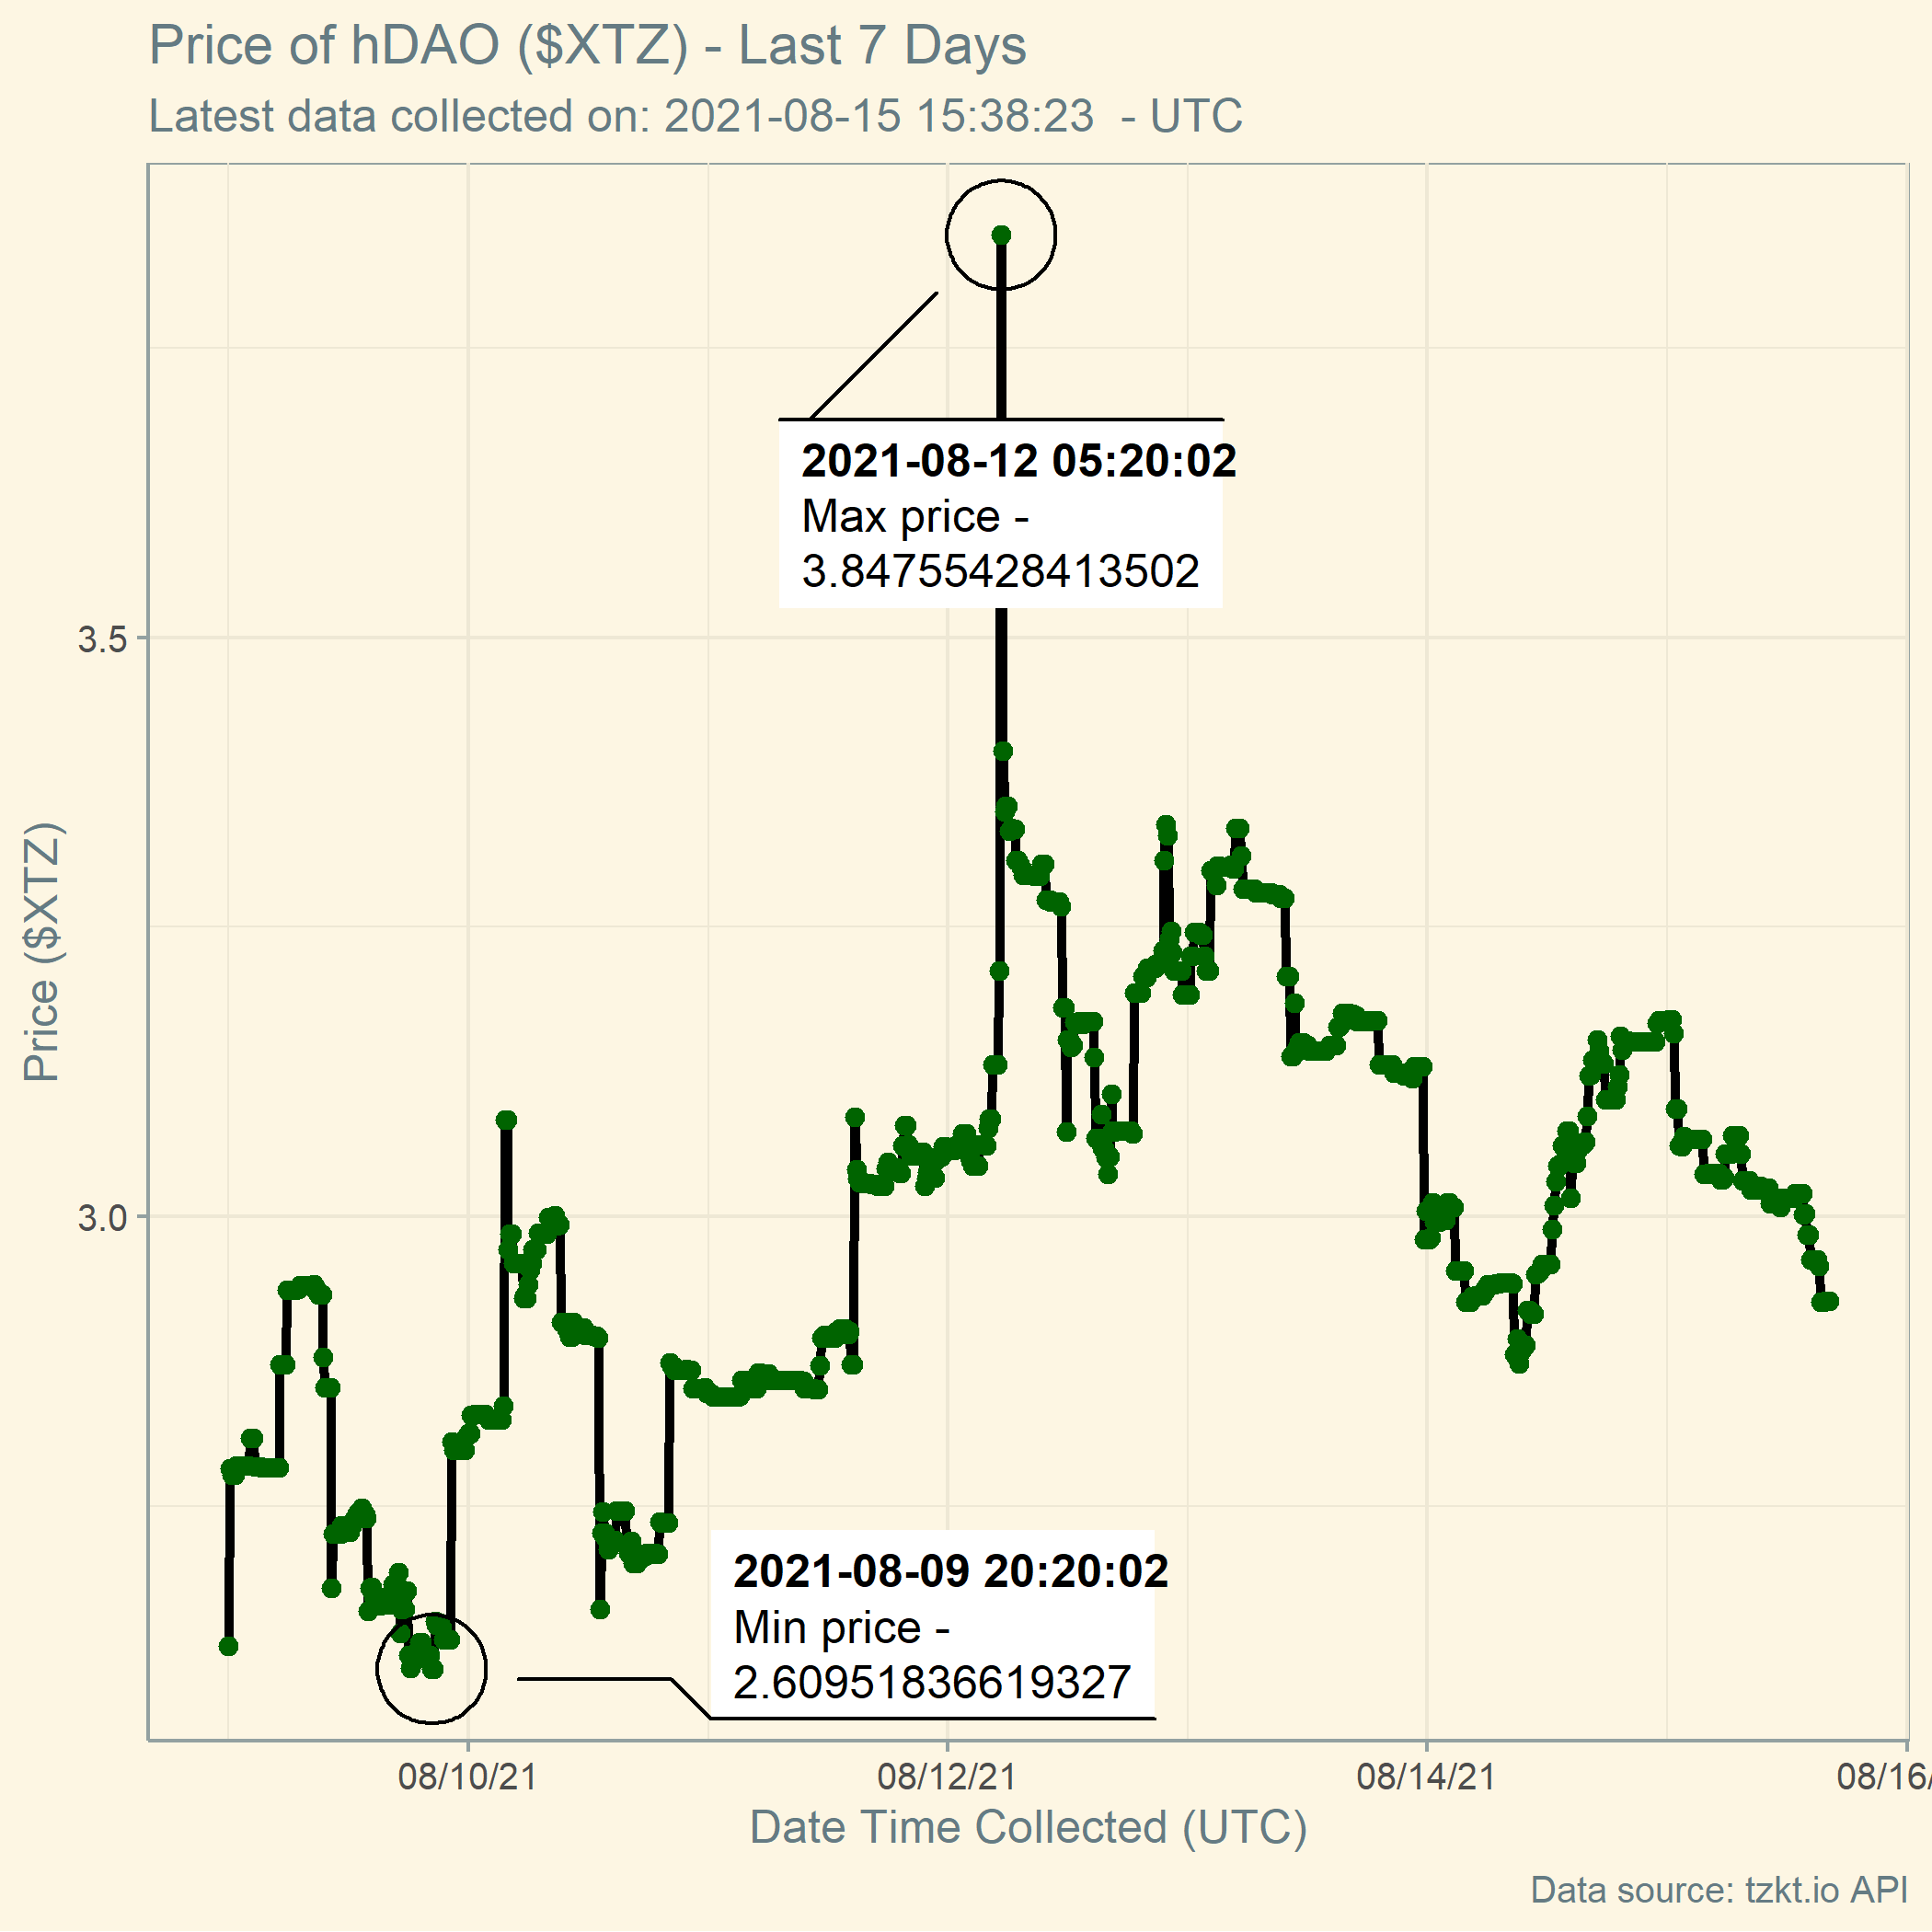 Price of hDAO ($XTZ) - Last 7 Days
Latest data collected on: 2021-08-15 15:38:23  - UTC
2021-08-12 05:20:02
Max price -
3.84755428413502
3.5
Price ($XTZ)
3.0
2021-08-09 20:20:02
Min price -
2.60951836619327
08/10/21 08/12/21 08/14/21 08/16/
Date Time Collected (UTC)
Data source: tzkt.io API